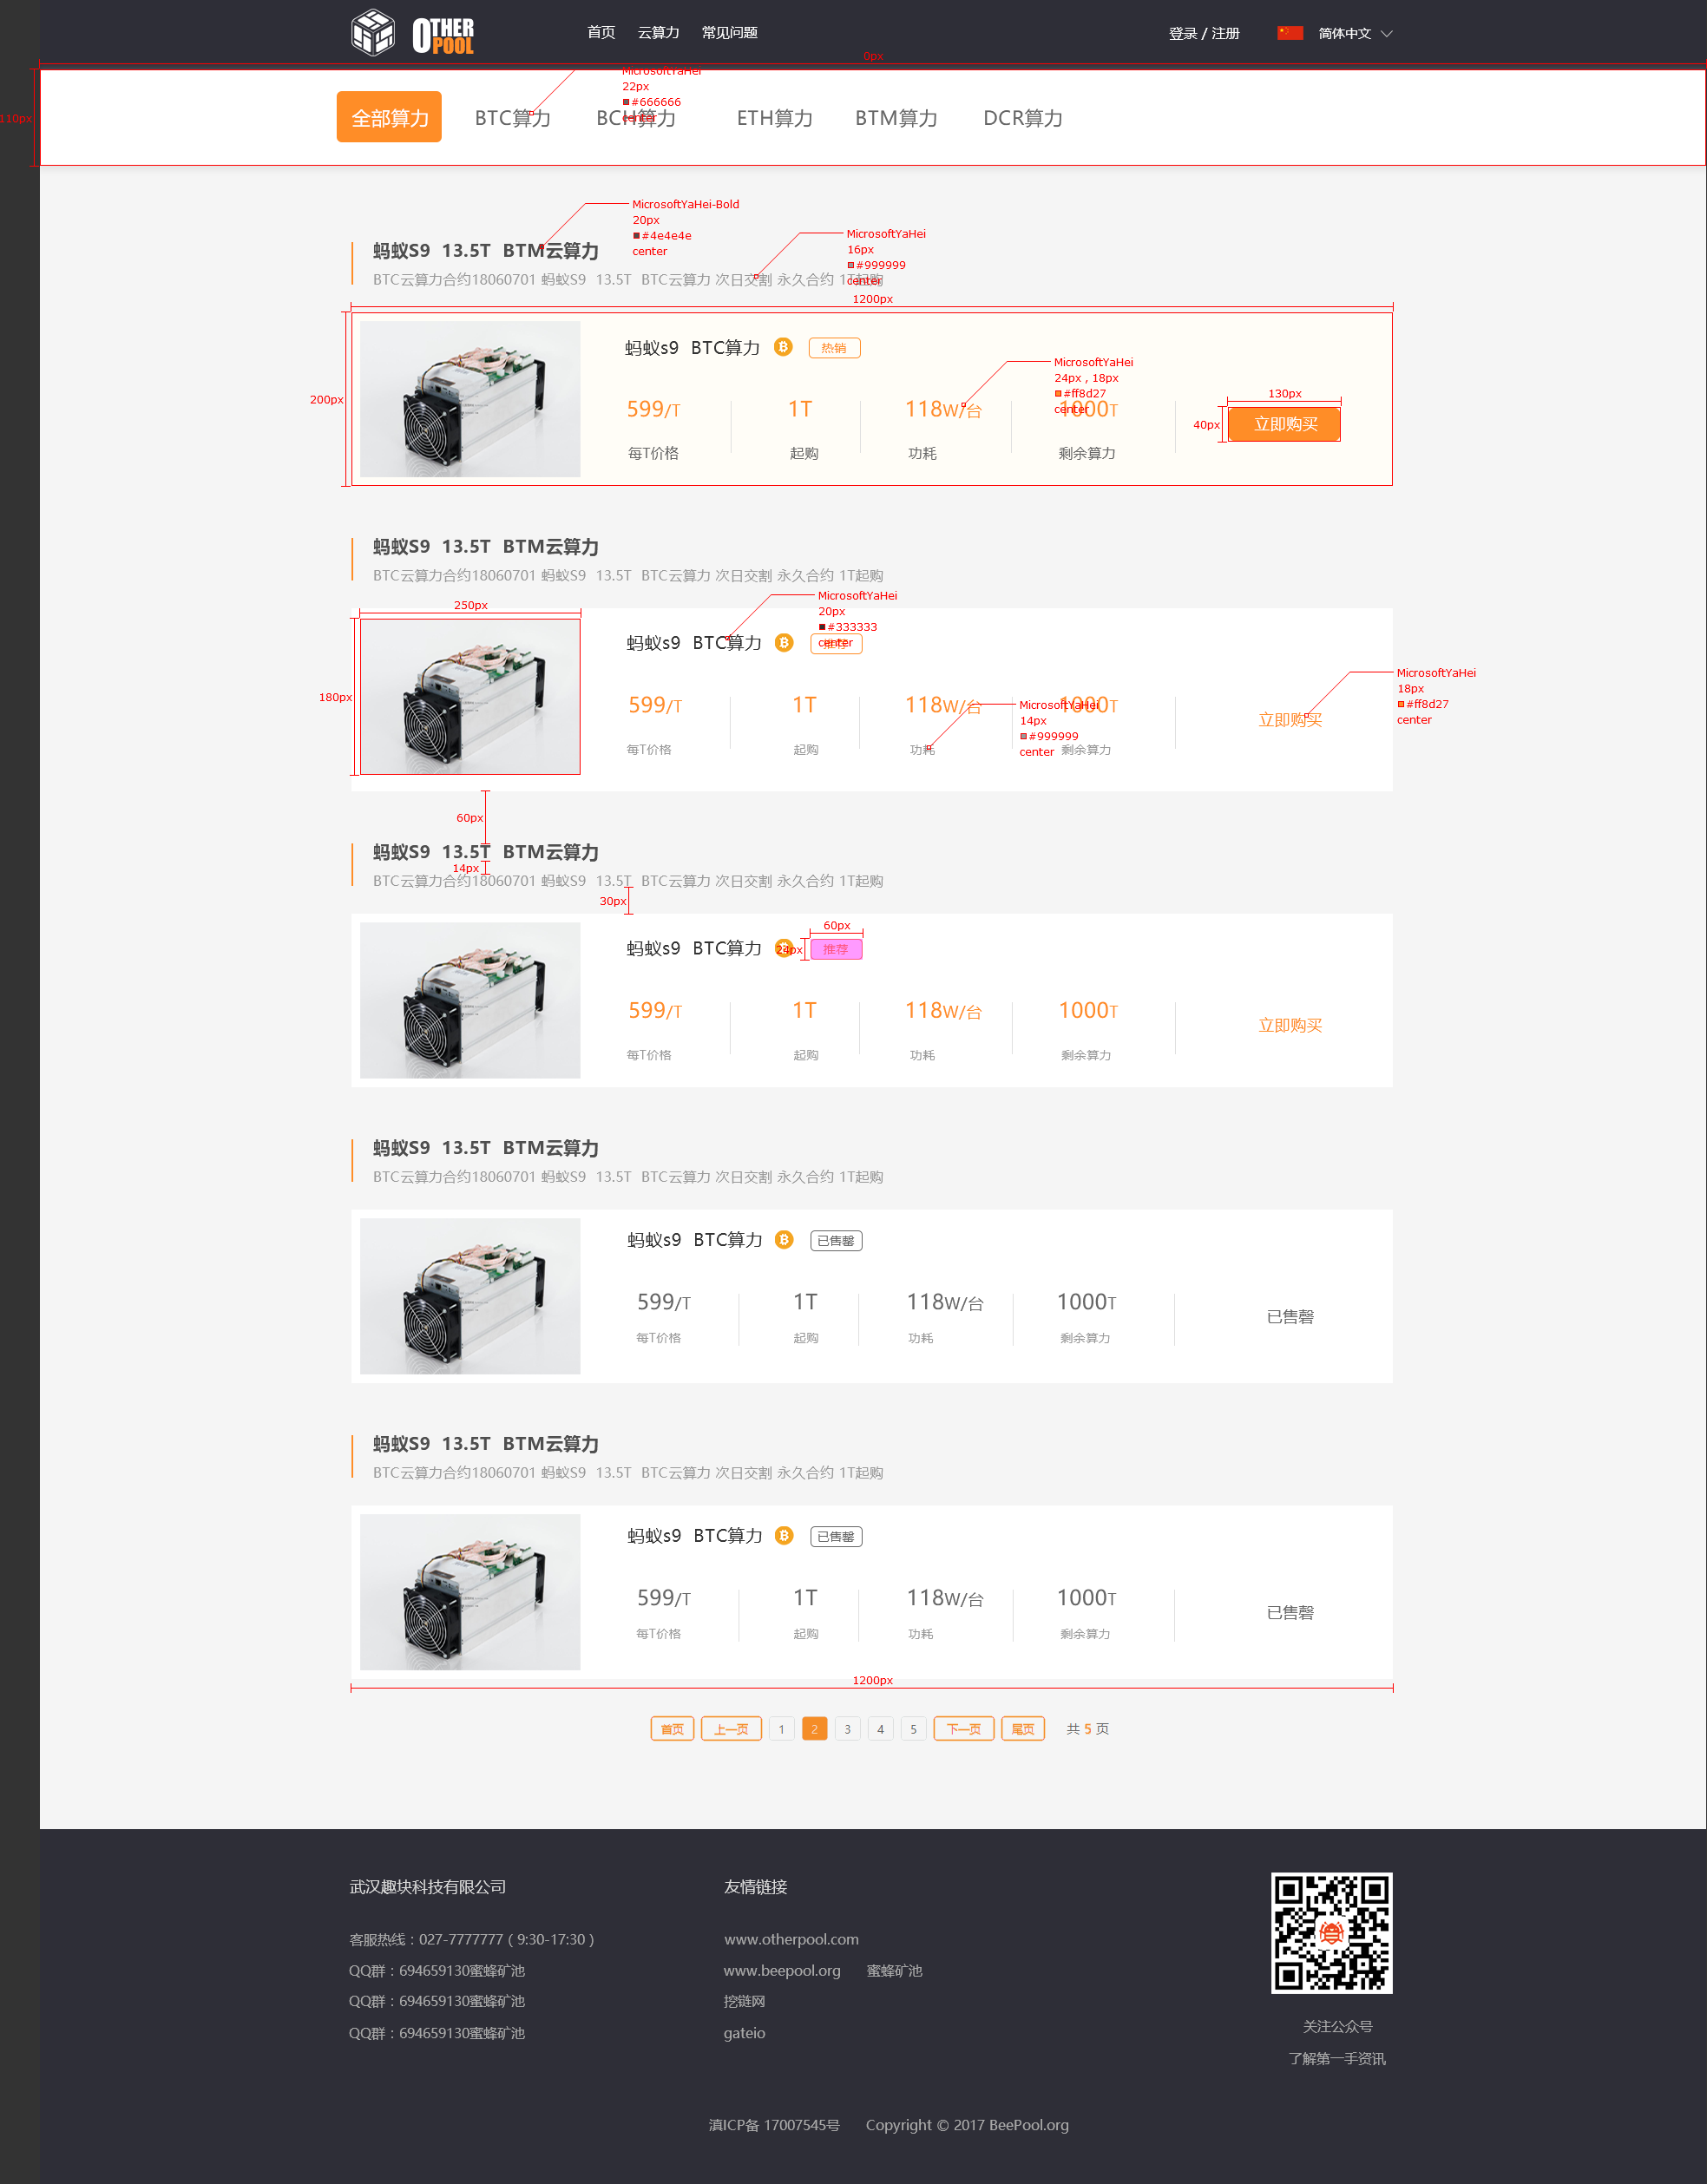 OTHER POOL 首页 云算力 常见问题 登录 / 注册 简体中文
0px
110px
MicrosoftYaHei
22px
#666666
center
全部算力 BTC算力 BCH算力 ETH算力 BTM算力 DCR算力
MicrosoftYaHei-Bold
20px
#4e4e4e
center
MicrosoftYaHei
16px
#999999
center
蚂蚁S9 13.5T BTM云算力
BTC云算力合约18060701 蚂蚁S9 13.5T BTC云算力 次日交割 永久合约 1T起购
1200px
200px
蚂蚁s9 BTC算力 热销
MicrosoftYaHei
24px , 18px
#ff8d27
center
130px
40px
599/T 1T 118W/台 1000T 立即购买
每T价格 起购 功耗 剩余算力
蚂蚁S9 13.5T BTM云算力
BTC云算力合约18060701 蚂蚁S9 13.5T BTC云算力 次日交割 永久合约 1T起购
250px
180px
MicrosoftYaHei
20px
#333333
center
蚂蚁s9 BTC算力 推荐
MicrosoftYaHei
18px
#ff8d27
center
599/T 1T 118W/台 1000T 立即购买
MicrosoftYaHei
14px
#999999
center
每T价格 起购 功耗 剩余算力
60px
蚂蚁S9 13.5T BTM云算力
14px
BTC云算力合约18060701 蚂蚁S9 13.5T BTC云算力 次日交割 永久合约 1T起购
30px
60px
24px
蚂蚁s9 BTC算力 推荐
599/T 1T 118W/台 1000T 立即购买
每T价格 起购 功耗 剩余算力
蚂蚁S9 13.5T BTM云算力
BTC云算力合约18060701 蚂蚁S9 13.5T BTC云算力 次日交割 永久合约 1T起购
蚂蚁s9 BTC算力 已售罄
599/T 1T 118W/台 1000T 已售罄
每T价格 起购 功耗 剩余算力
蚂蚁S9 13.5T BTM云算力
BTC云算力合约18060701 蚂蚁S9 13.5T BTC云算力 次日交割 永久合约 1T起购
蚂蚁s9 BTC算力 已售罄
599/T 1T 118W/台 1000T 已售罄
每T价格 起购 功耗 剩余算力
1200px
首页 上一页 1 2 3 4 5 下一页 尾页 共 5 页
武汉趣块科技有限公司 友情链接
客服热线：027-7777777（9:30-17:30） www.otherpool.com
QQ群：694659130蜜蜂矿池 www.beepool.org 蜜蜂矿池
QQ群：694659130蜜蜂矿池 挖链网
QQ群：694659130蜜蜂矿池 gateio
关注公众号
了解第一手资讯
滇ICP备 17007545号 Copyright © 2017 BeePool.org